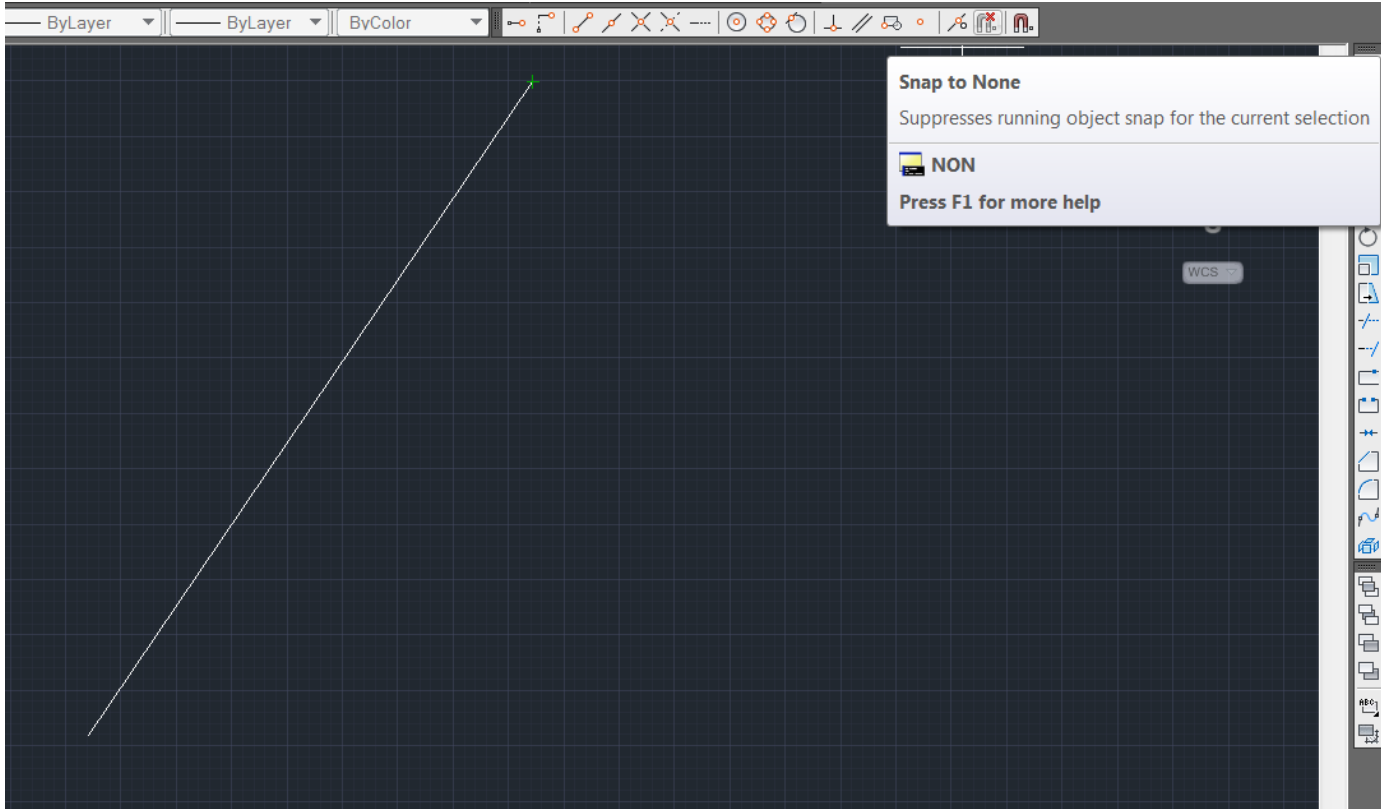 ByLayer ByLayer ByColor
Snap to None
Suppresses running object snap for the current selection
NON
Press F1 for more help
WCS
ABC